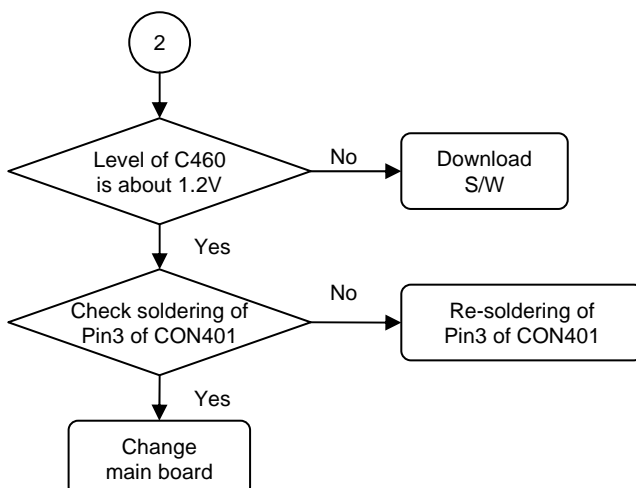 2
Level of C460
is about 1.2V
No
Download
S/W
Yes
Check soldering of
Pin3 of CON401
No
Re-soldering of
Pin3 of CON401
Yes
Change
main board